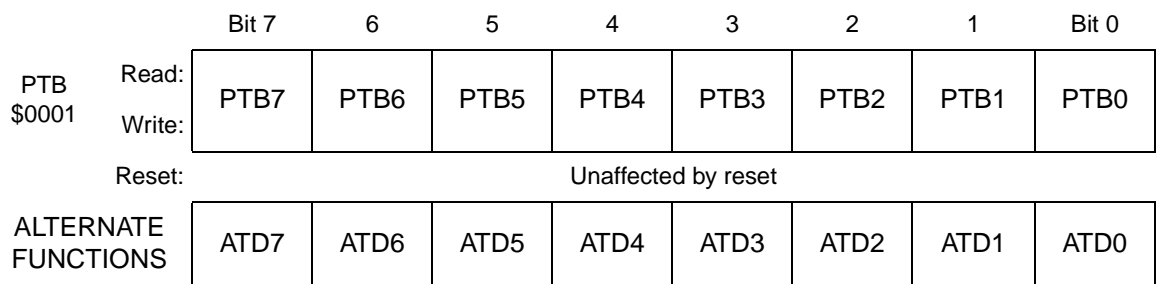 Bit 7 6 5 4 3 2 1 Bit 0
PTB $0001 Read: Write: PTB7 PTB6 PTB5 PTB4 PTB3 PTB2 PTB1 PTB0
Reset: Unaffected by reset
ALTERNATE FUNCTIONS ATD7 ATD6 ATD5 ATD4 ATD3 ATD2 ATD1 ATD0